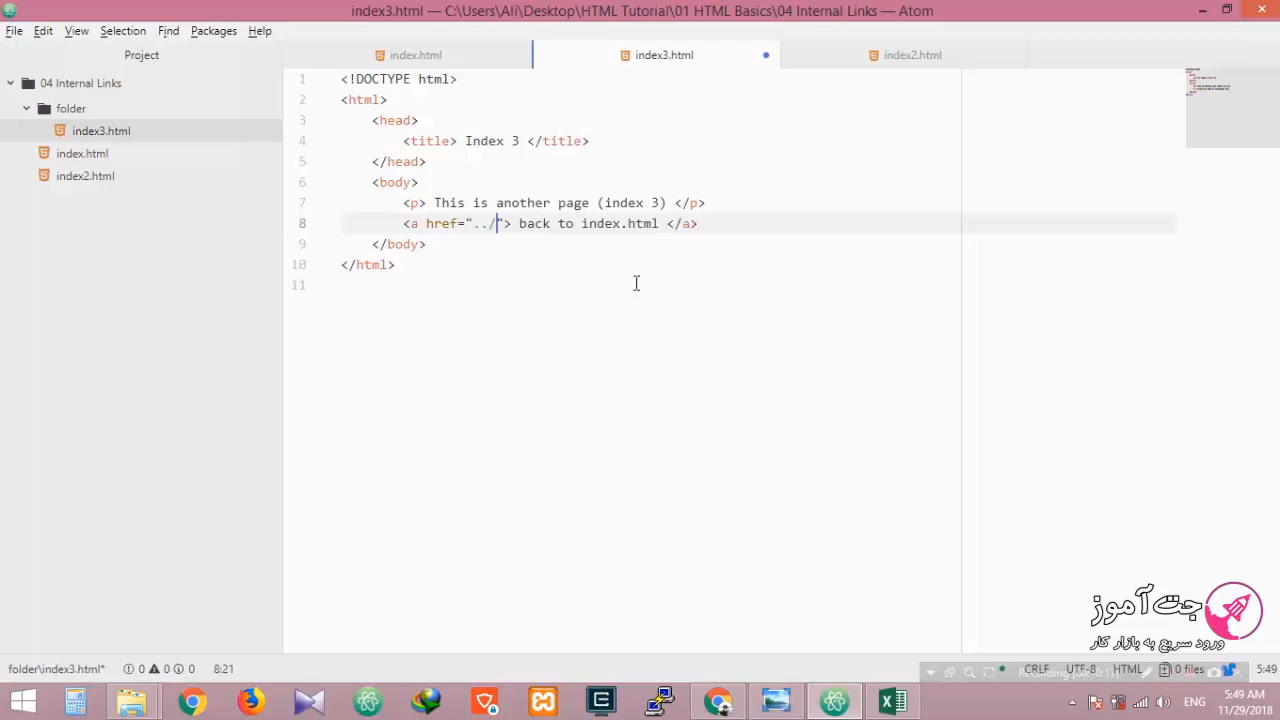 index3.html — C:\Users\Ali\Desktop\HTML Tutorial\01 HTML Basics\04 Internal Links — Atom
File Edit View Selection Find Packages Help
Project
index.html
index3.html
index2.html
04 Internal Links
folder
index3.html
index.html
index2.html
1 <!DOCTYPE html>
2 <html>
3 <head>
4 <title> Index 3 </title>
5 </head>
6 <body>
7 <p> This is another page (index 3) </p>
8 <a href="../"> back to index.html </a>
9 </body>
10 </html>
11
جت آموز
ورود سریع به بازار کار
folder\index3.html* 0 0 0 8:21
CRLF UTF-8 HTML 0 files 5:49
ENG
5:49 AM
11/29/2018